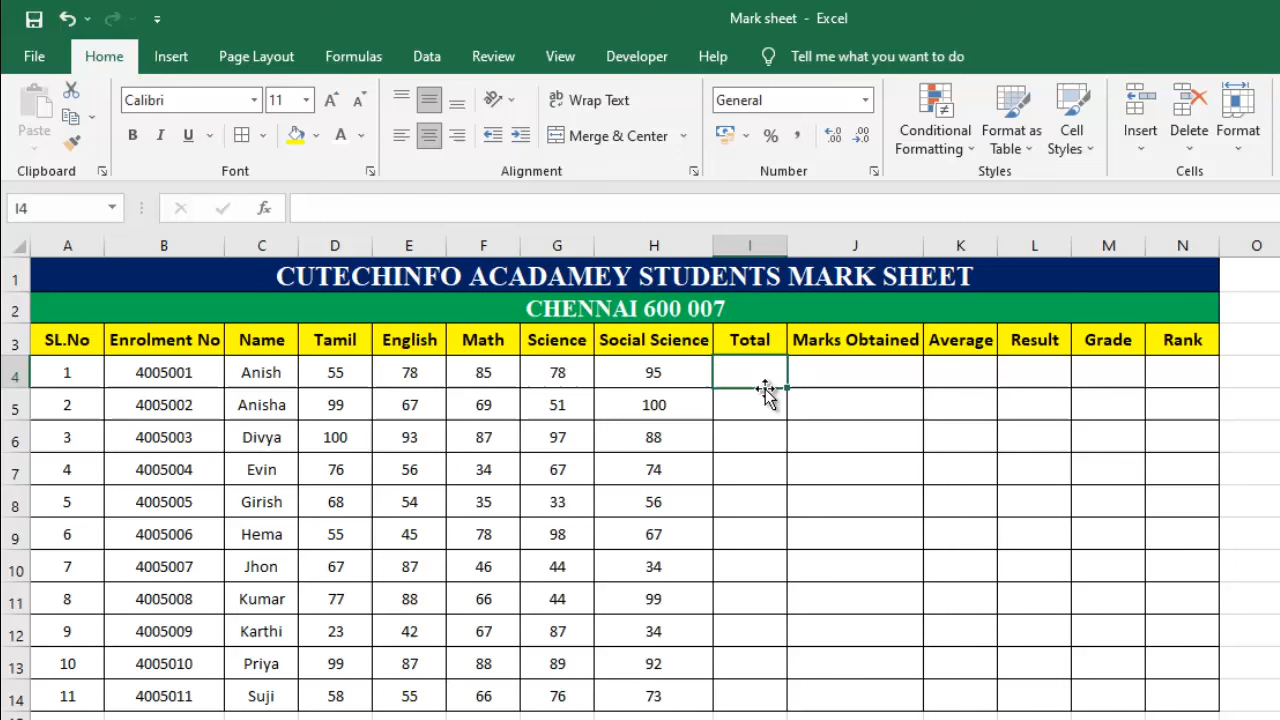 Mark sheet - Excel
File Home Insert Page Layout Formulas Data Review View Developer Help Tell me what you want to do
Paste
Clipboard
Calibri 11 A A
B I U A
Font
ab Wrap Text
Merge & Center
Alignment
General
% ,
Number
Conditional Formatting
Format as Table
Cell Styles
Styles
Insert Delete Format
Cells
I4 fx
A B C D E F G H I J K L M N O
1 CUTECHINFO ACADAMEY STUDENTS MARK SHEET
2 CHENNAI 600 007
3 SL.No Enrolment No Name Tamil English Math Science Social Science Total Marks Obtained Average Result Grade Rank
4 1 4005001 Anish 55 78 85 78 95
5 2 4005002 Anisha 99 67 69 51 100
6 3 4005003 Divya 100 93 87 97 88
7 4 4005004 Evin 76 56 34 67 74
8 5 4005005 Girish 68 54 35 33 56
9 6 4005006 Hema 55 45 78 98 67
10 7 4005007 Jhon 67 87 46 44 34
11 8 4005008 Kumar 77 88 66 44 99
12 9 4005009 Karthi 23 42 67 87 34
13 10 4005010 Priya 99 87 88 89 92
14 11 4005011 Suji 58 55 66 76 73